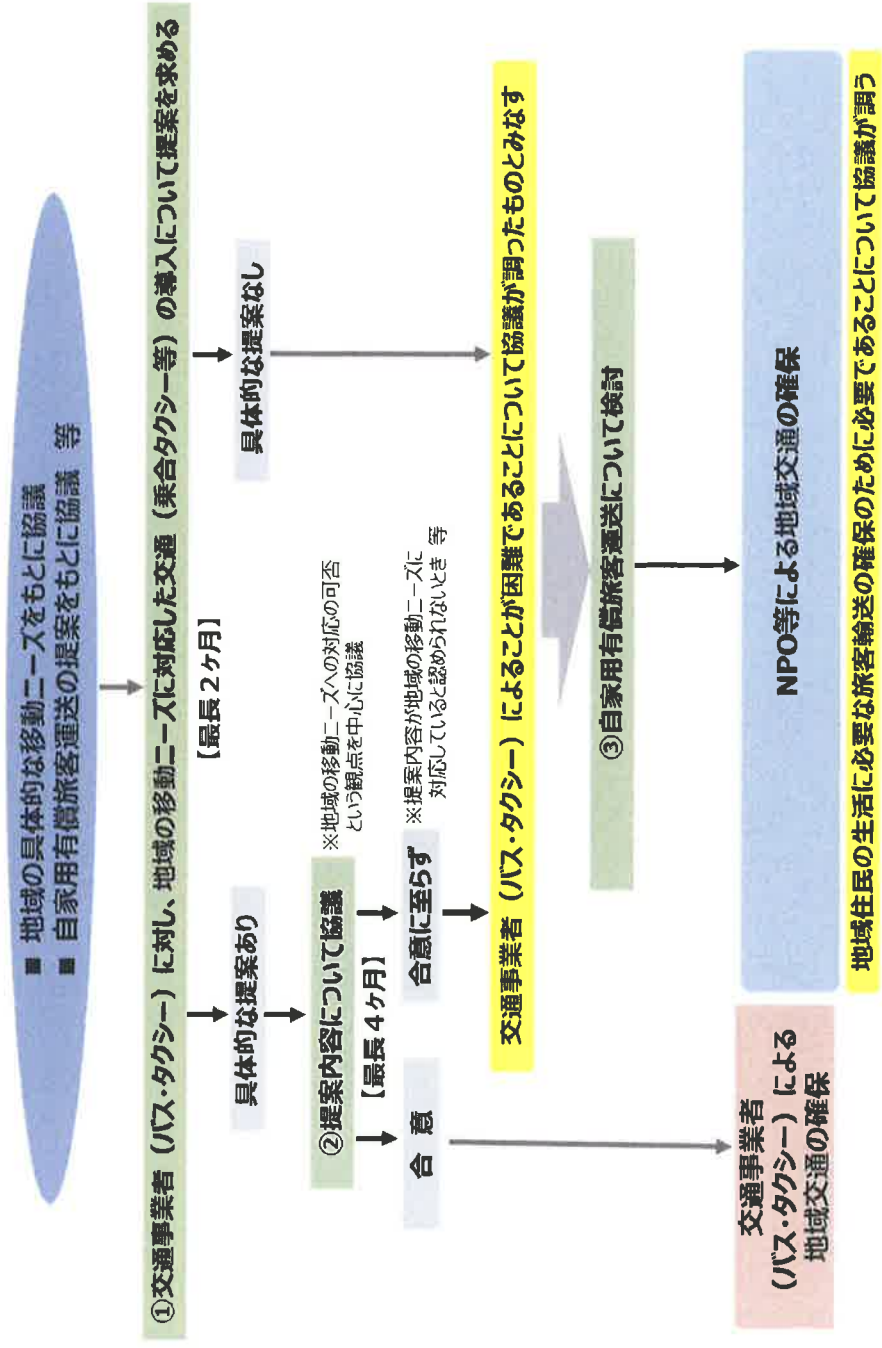 ■ 地域の具体的な移動ニーズをもとに協議
■ 自家用有償旅客運送の提案をもとに協議 等
①交通事業者（バス・タクシー）に対し、地域の移動ニーズに対応した交通（乗合タクシー等）の導入について提案を求める
【最長2ヶ月】
具体的な提案あり
具体的な提案なし
②提案内容について協議
※地域の移動ニーズへの対応の可否
という観点を中心に協議
【最長4ヶ月】
合 意
合意に至らず
※提案内容が地域の移動ニーズに
対応していると認められないとき 等
交通事業者（バス・タクシー）によることが困難であることについて協議が調ったものとみなす
③自家用有償旅客運送について検討
交通事業者
（バス・タクシー）による
地域交通の確保
NPO等による地域交通の確保
地域住民の生活に必要な旅客輸送の確保のために必要であることについて協議が調う